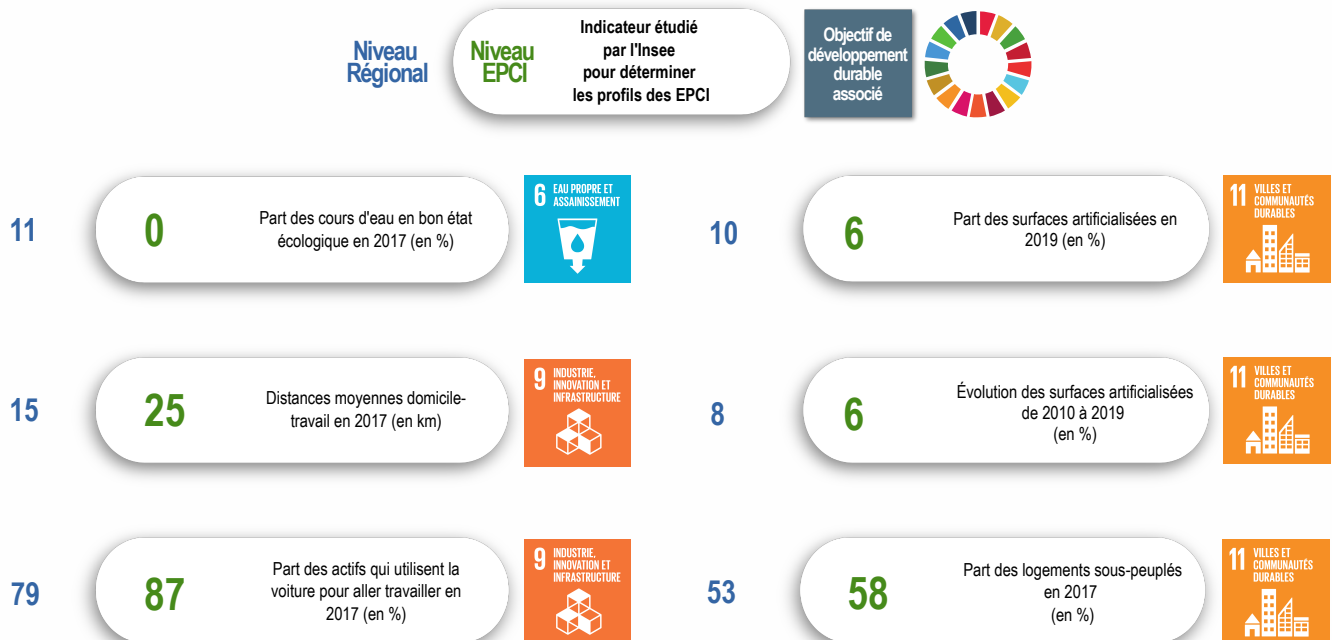 Niveau
Régional
Niveau
EPCI
Indicateur étudié
par l'Insee
pour déterminer
les profils des EPCI
Objectif de
développement
durable
associé
11
0
Part des cours d'eau en bon état
écologique en 2017 (en %)
6 EAU PROPRE ET
ASSAINISSEMENT
10
6
Part des surfaces artificialisées en
2019 (en %)
11 VILLES ET
COMMUNAUTÉS
DURABLES
15
25
Distances moyennes domicile-
travail en 2017 (en km)
9 INDUSTRIE,
INNOVATION ET
INFRASTRUCTURE
8
6
Évolution des surfaces artificialisées
de 2010 à 2019
(en %)
11 VILLES ET
COMMUNAUTÉS
DURABLES
79
87
Part des actifs qui utilisent la
voiture pour aller travailler en
2017 (en %)
9 INDUSTRIE,
INNOVATION ET
INFRASTRUCTURE
53
58
Part des logements sous-peuplés
en 2017
(en %)
11 VILLES ET
COMMUNAUTÉS
DURABLES